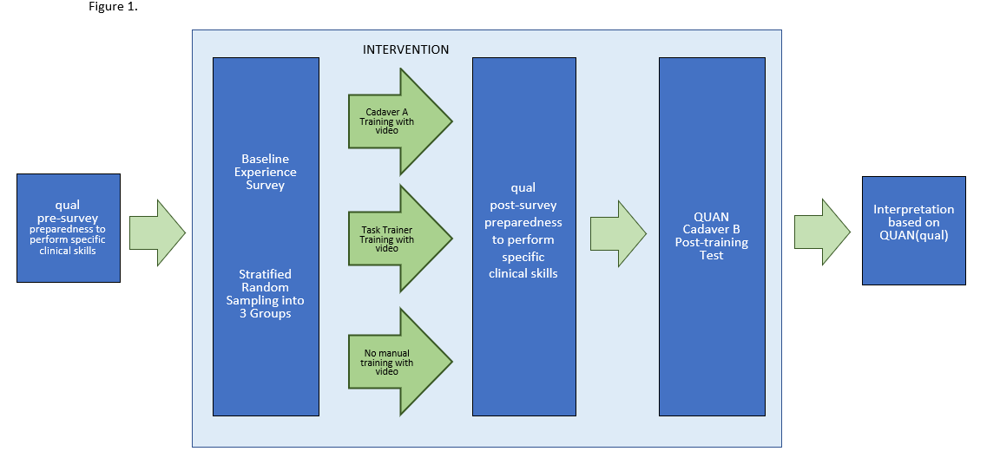 Figure 1.
INTERVENTION
qual
pre-survey
preparedness to
perform specific
clinical skills
Baseline
Experience
Survey
Stratified
Random
Sampling into
3 Groups
Cadaver A
Training with
video
Task Trainer
Training with
video
No manual
training with
video
qual
post-survey
preparedness
to perform
specific
clinical skills
QUAN
Cadaver B
Post-training
Test
Interpretation
based on
QUAN(qual)